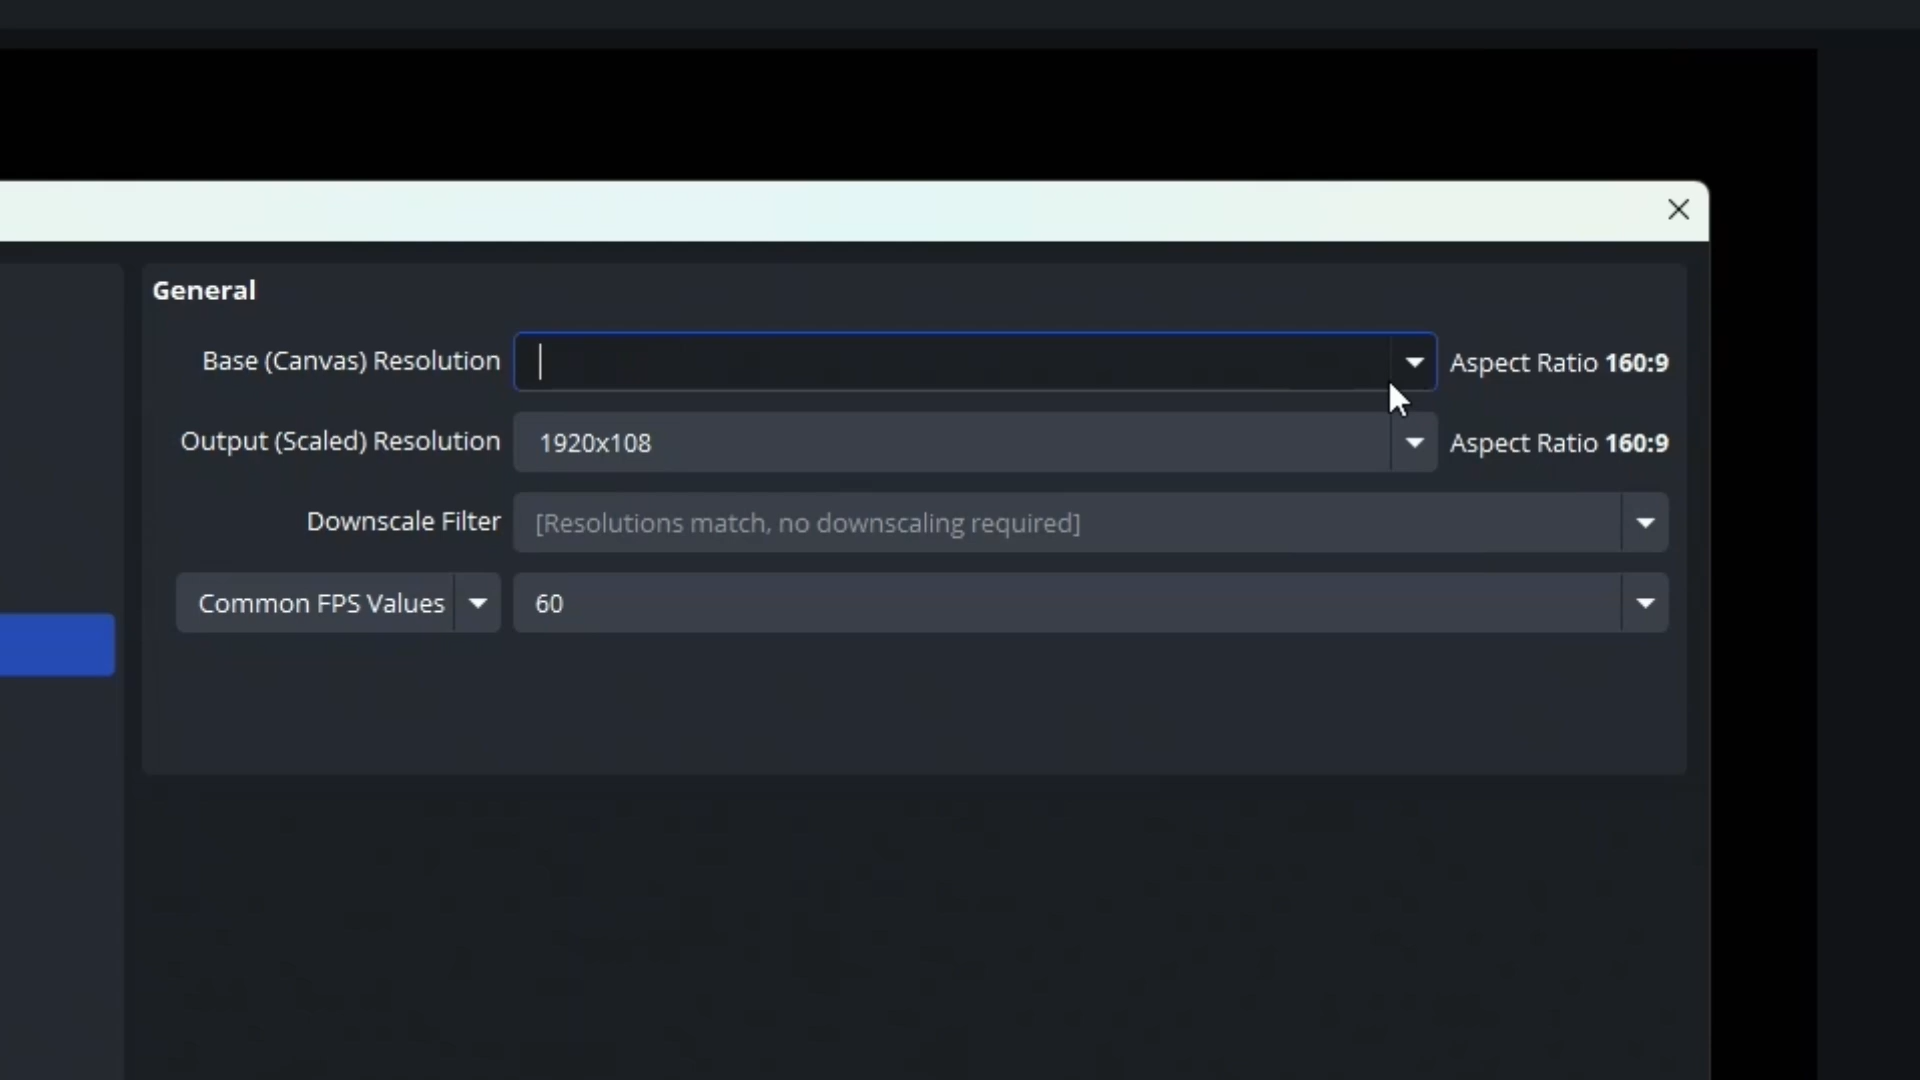 General
Base (Canvas) Resolution Aspect Ratio 160:9
Output (Scaled) Resolution 1920x108 Aspect Ratio 160:9
Downscale Filter [Resolutions match, no downscaling required]
Common FPS Values 60